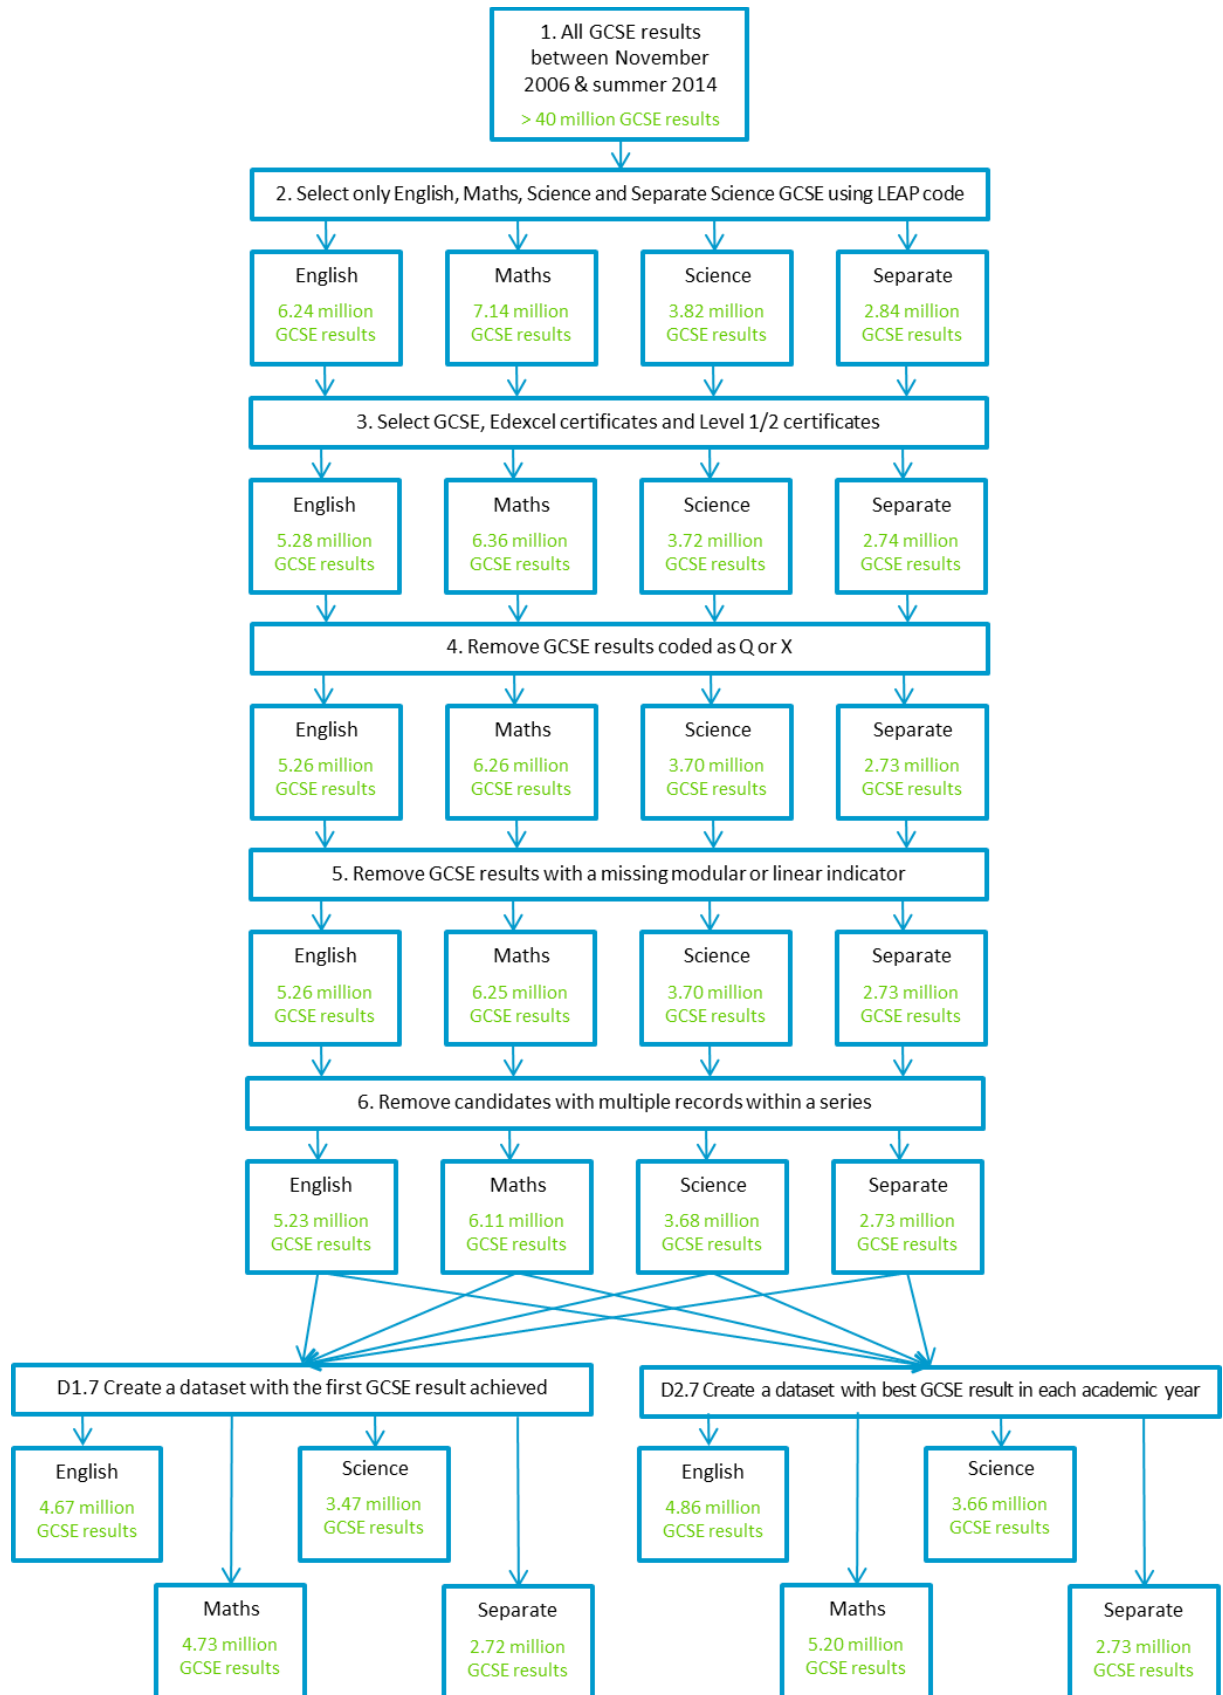 1. All GCSE results
between November
2006 & summer 2014
> 40 million GCSE results
2. Select only English, Maths, Science and Separate Science GCSE using LEAP code
English
6.24 million
GCSE results
Maths
7.14 million
GCSE results
Science
3.82 million
GCSE results
Separate
2.84 million
GCSE results
3. Select GCSE, Edexcel certificates and Level 1/2 certificates
English
5.28 million
GCSE results
Maths
6.36 million
GCSE results
Science
3.72 million
GCSE results
Separate
2.74 million
GCSE results
4. Remove GCSE results coded as Q or X
English
5.26 million
GCSE results
Maths
6.26 million
GCSE results
Science
3.70 million
GCSE results
Separate
2.73 million
GCSE results
5. Remove GCSE results with a missing modular or linear indicator
English
5.26 million
GCSE results
Maths
6.25 million
GCSE results
Science
3.70 million
GCSE results
Separate
2.73 million
GCSE results
6. Remove candidates with multiple records within a series
English
5.23 million
GCSE results
Maths
6.11 million
GCSE results
Science
3.68 million
GCSE results
Separate
2.73 million
GCSE results
D1.7 Create a dataset with the first GCSE result achieved
English
4.67 million
GCSE results
Science
3.47 million
GCSE results
Maths
4.73 million
GCSE results
Separate
2.72 million
GCSE results
D2.7 Create a dataset with best GCSE result in each academic year
English
4.86 million
GCSE results
Science
3.66 million
GCSE results
Maths
5.20 million
GCSE results
Separate
2.73 million
GCSE results